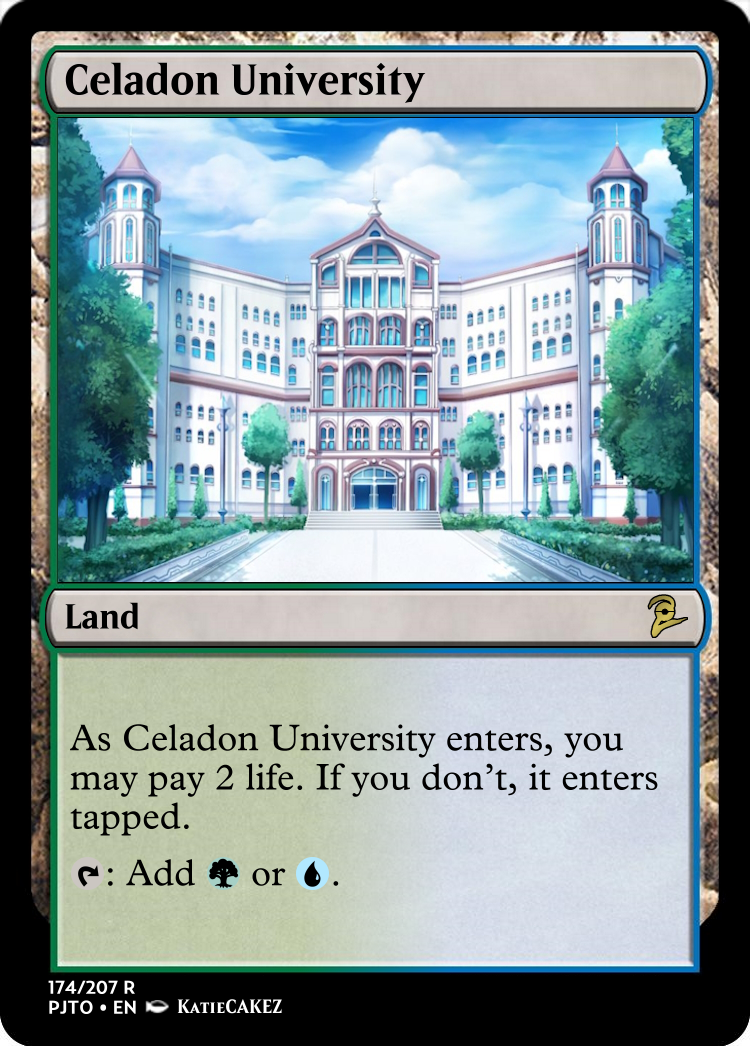 Celadon University
Land
As Celadon University enters, you
may pay 2 life. If you don't, it enters
tapped.
: Add or .
174/207 R
PJTO • EN KatieCAKEZ